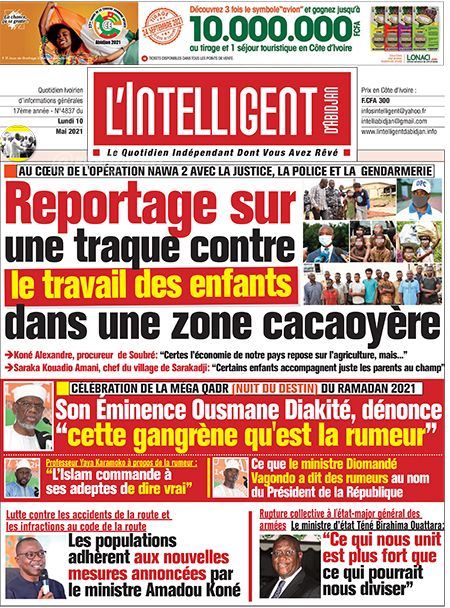 La chance, ça se gratte!
Abidjan 2021
Découvrez 3 fois le symbole "avion" et gagnez jusqu'à
10.000.000 FCFA
au tirage et 1 séjour touristique en Côte d'Ivoire
TICKETS DISPONIBLES DANS TOUS LES POINTS DE VENTE
LONACI
Quotidien Ivoirien
d'informations générales
17ème année - N°4837 du
Lundi 10
Mai 2021
L'INTELLIGENT
D'ABIDJAN
Le Quotidien Indépendant Dont Vous Avez Rêvé
Prix en Côte d'Ivoire :
F.CFA 300
infosintelligent@yahoo.fr
intelliabidjan@gmail.com
www.lintelligentdabidjan.info
AU CŒUR DE L'OPÉRATION NAWA 2 AVEC LA JUSTICE, LA POLICE ET LA GENDARMERIE
Reportage sur
une traque contre
le travail des enfants
dans une zone cacaoyère
Koné Alexandre, procureur de Soubré: "Certes l'économie de notre pays repose sur l'agriculture, mais..."
Saraka Kouadio Amani, chef du village de Sarakadji: "Certains enfants accompagnent juste les parents au champ"
CÉLÉBRATION DE LA MEGA QADR (NUIT DU DESTIN) DU RAMADAN 2021
Son Éminence Ousmane Diakité, dénonce
"cette gangrène qu'est la rumeur"
Professeur Yaya Karamoko à propos de la rumeur :
"L'Islam commande à
ses adeptes de dire vrai"
Ce que le ministre Diomandé
Vagondo a dit des rumeurs au nom
du Président de la République
Lutte contre les accidents de la route et
les infractions au code de la route
Les populations
adhèrent aux nouvelles
mesures annoncées par
le ministre Amadou Koné
Rupture collective à l'état-major général des
armées Le ministre d'état Téné Birahima Ouattara:
"Ce qui nous unit
est plus fort que
ce qui pourrait
nous diviser"